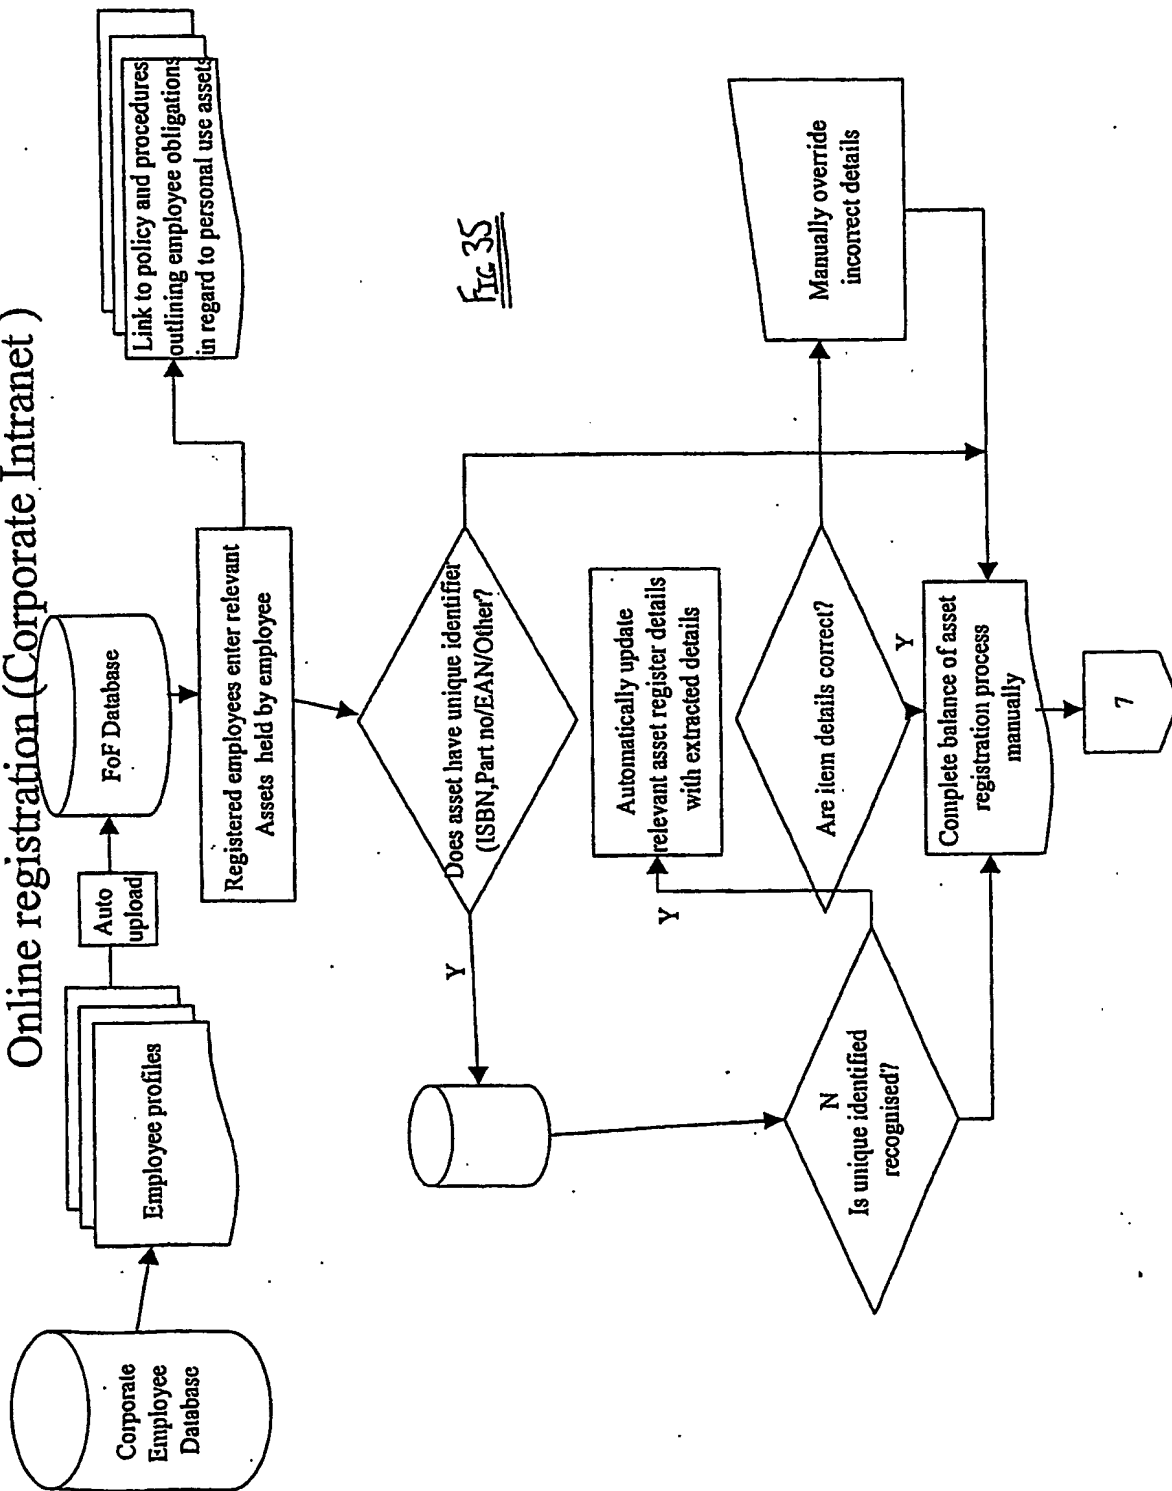 Online registration (Corporate Intranet )
Corporate
Employee
Database
Employee profiles
Auto
upload
FoF Database
Registered employees enter relevant
Assets held by employee
Link to policy and procedures
outlining employee obligations
in regard to personal use assets
Does asset have unique identifier
(ISBN,Part no/EAN/Other?
Y
FIG 35
N
Is unique identified
recognised?
Y
Automatically update
relevant asset register details
with extracted details
Are item details correct?
Y
Manually override
incorrect details
Complete balance of asset
registration process
manually
7